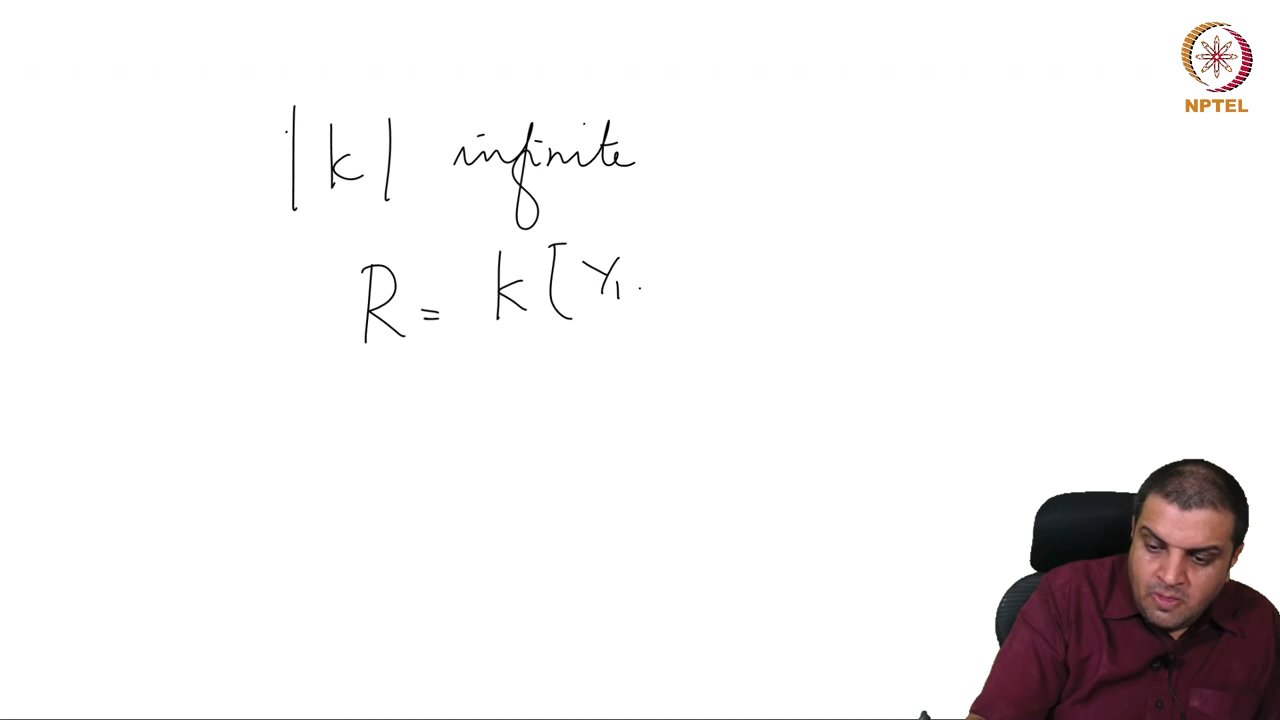 NPTEL
|k| infinite
R = k[Y₁.